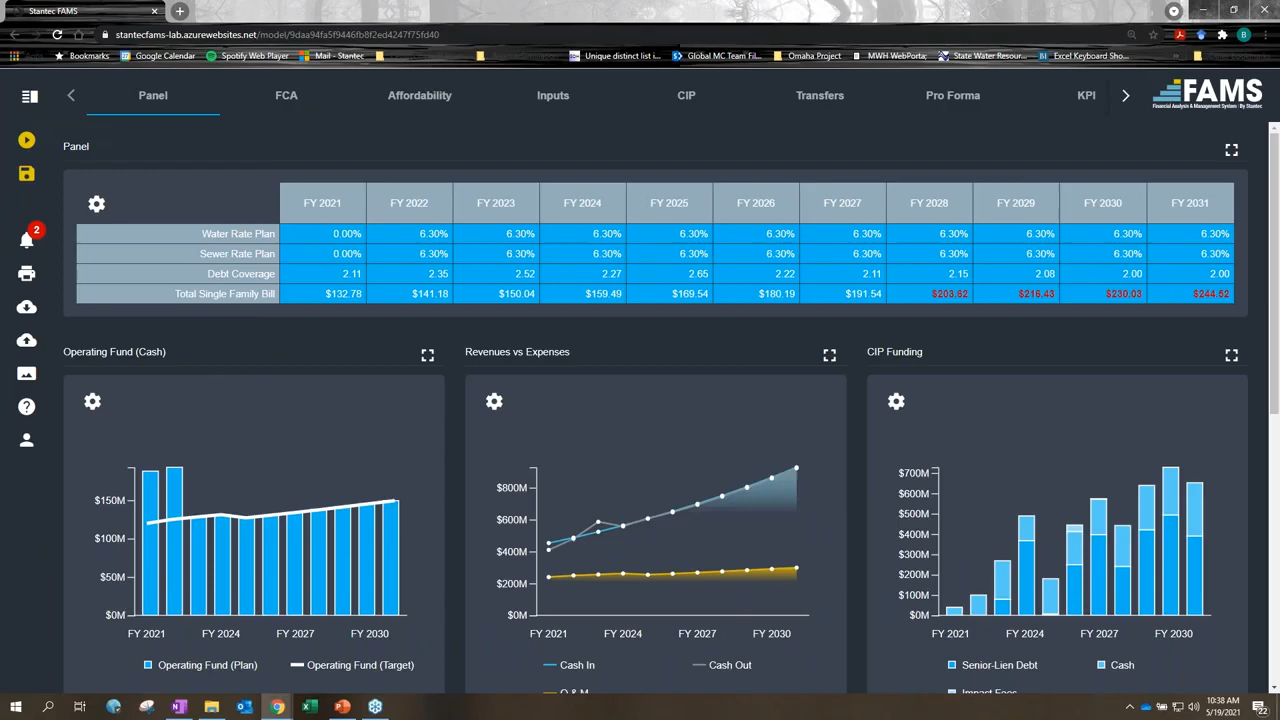 Stantec FAMS
stantecfams-lab.azurewebsites.net/model/9daa94fa5f9446fb8f2ed4247f75fd40
B
Bookmarks Google Calendar Spotify Web Player Mail - Stantec Unique distinct list i... Global MC Team Fil... Omaha Project MWH WebPorta; State Water Resour... Excel Keyboard Sho...
Panel FCA Affordability Inputs CIP Transfers Pro Forma KPI
FAMS
Financial Analysis & Management System | By Stantec
Panel
2
FY 2021 FY 2022 FY 2023 FY 2024 FY 2025 FY 2026 FY 2027 FY 2028 FY 2029 FY 2030 FY 2031
Water Rate Plan 0.00% 6.30% 6.30% 6.30% 6.30% 6.30% 6.30% 6.30% 6.30% 6.30% 6.30%
Sewer Rate Plan 0.00% 6.30% 6.30% 6.30% 6.30% 6.30% 6.30% 6.30% 6.30% 6.30% 6.30%
Debt Coverage 2.11 2.35 2.52 2.27 2.65 2.22 2.11 2.15 2.08 2.00 2.00
Total Single Family Bill $132.78 $141.18 $150.04 $159.49 $169.54 $180.19 $191.54 $203.82 $216.43 $230.03 $244.52
Operating Fund (Cash)
$150M
$100M
$50M
$0M
FY 2021 FY 2024 FY 2027 FY 2030
Operating Fund (Plan) Operating Fund (Target)
Revenues vs Expenses
$800M
$600M
$400M
$200M
$0M
FY 2021 FY 2024 FY 2027 FY 2030
Cash In Cash Out
O & M
CIP Funding
$700M
$600M
$500M
$400M
$300M
$200M
$100M
$0M
FY 2021 FY 2024 FY 2027 FY 2030
Senior-Lien Debt Cash
Impact Fees
10:38 AM
5/19/2021
22